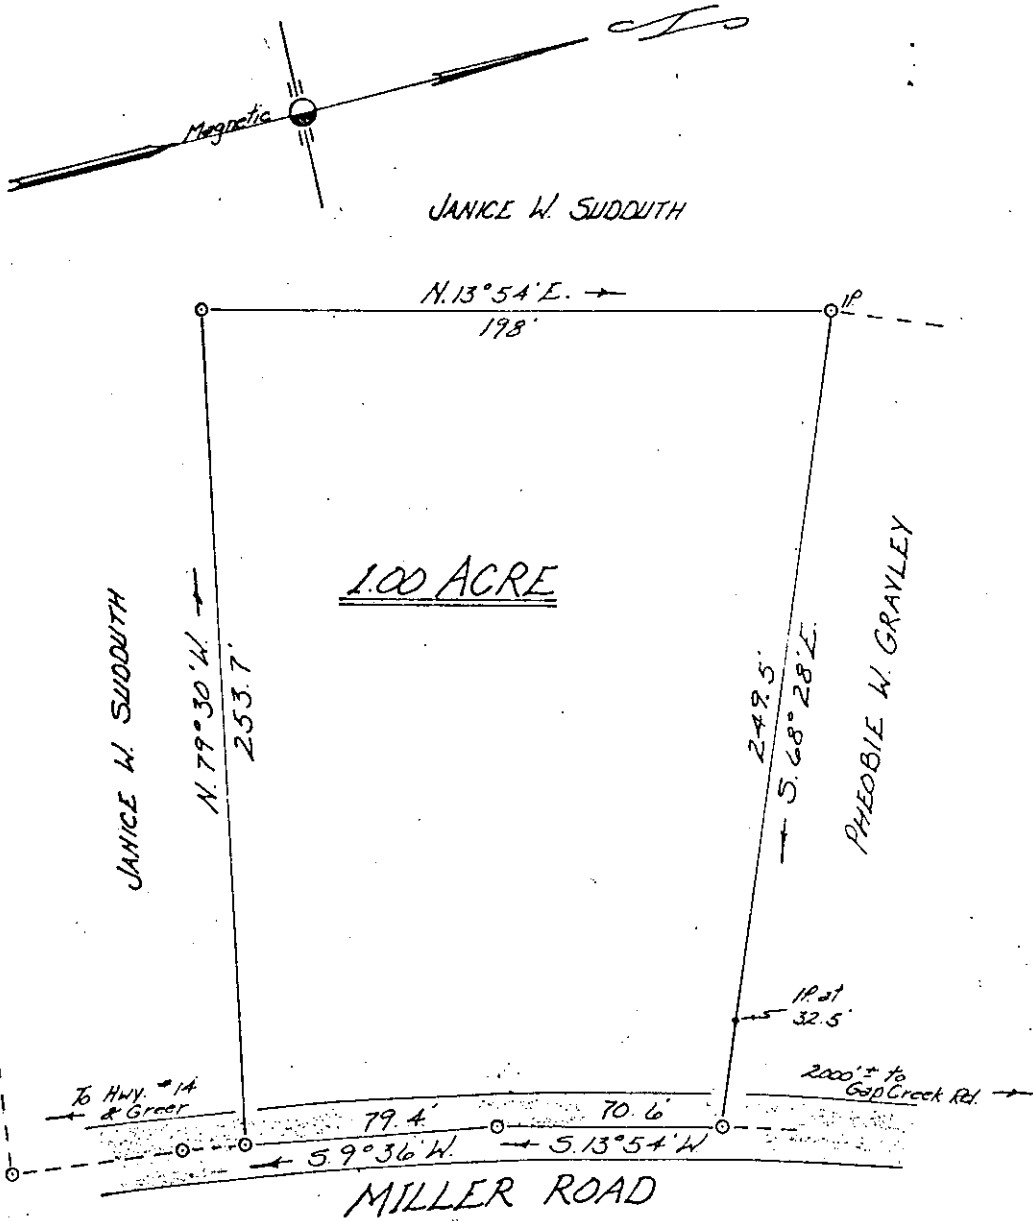 N
Magnetic
JANICE W. SUDDUTH
N.13°54'E.
198'
I.P.
1.00 ACRE
JANICE W. SUDDUTH
N.79°30'W.
253.7'
249.5'
S.68°28'E.
PHEOBIE W. GRAYLEY
I.P. at
32.5'
To Hwy. #14
& Greer
2000'± to
Gap Creek Rd.
79.4'
70.6'
S.9°36'W.
S.13°54'W.
MILLER ROAD